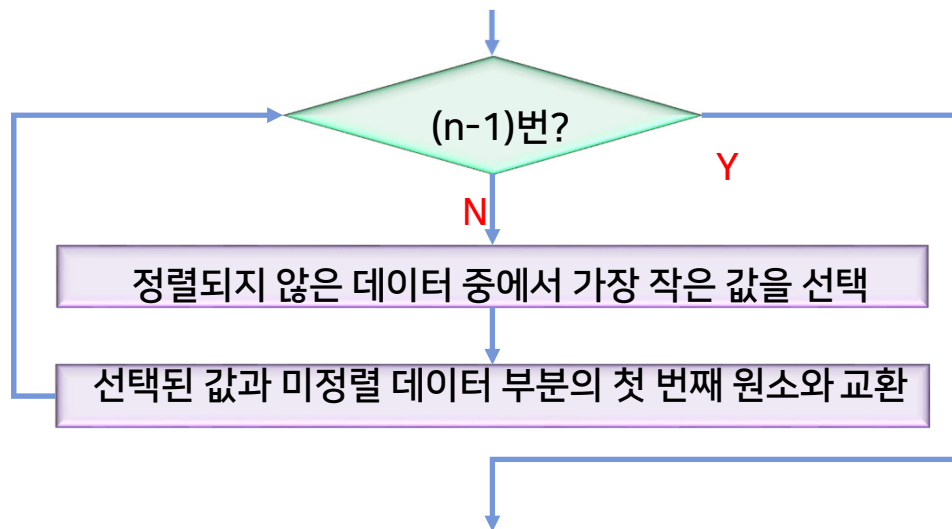 (n-1)번?
Y
N
정렬되지 않은 데이터 중에서 가장 작은 값을 선택
선택된 값과 미정렬 데이터 부분의 첫 번째 원소와 교환